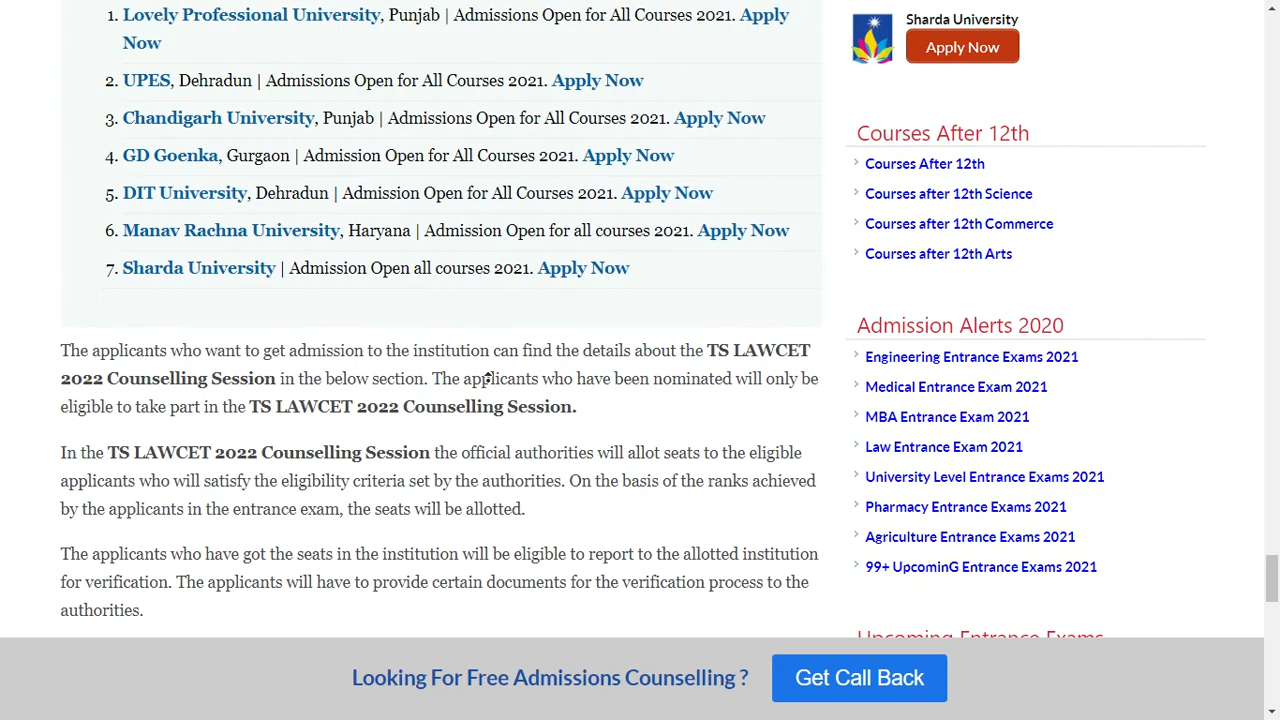 1. Lovely Professional University, Punjab | Admissions Open for All Courses 2021. Apply
Now
2. UPES, Dehradun | Admissions Open for All Courses 2021. Apply Now
3. Chandigarh University, Punjab | Admissions Open for All Courses 2021. Apply Now
4. GD Goenka, Gurgaon | Admission Open for All Courses 2021. Apply Now
5. DIT University, Dehradun | Admission Open for All Courses 2021. Apply Now
6. Manav Rachna University, Haryana | Admission Open for all courses 2021. Apply Now
7. Sharda University | Admission Open all courses 2021. Apply Now
The applicants who want to get admission to the institution can find the details about the TS LAWCET
2022 Counselling Session in the below section. The applicants who have been nominated will only be
eligible to take part in the TS LAWCET 2022 Counselling Session.
In the TS LAWCET 2022 Counselling Session the official authorities will allot seats to the eligible
applicants who will satisfy the eligibility criteria set by the authorities. On the basis of the ranks achieved
by the applicants in the entrance exam, the seats will be allotted.
The applicants who have got the seats in the institution will be eligible to report to the allotted institution
for verification. The applicants will have to provide certain documents for the verification process to the
authorities.
Sharda University
Apply Now
Courses After 12th
Courses After 12th
Courses after 12th Science
Courses after 12th Commerce
Courses after 12th Arts
Admission Alerts 2020
Engineering Entrance Exams 2021
Medical Entrance Exam 2021
MBA Entrance Exam 2021
Law Entrance Exam 2021
University Level Entrance Exams 2021
Pharmacy Entrance Exams 2021
Agriculture Entrance Exams 2021
99+ UpcominG Entrance Exams 2021
Upcoming Entrance Exams
Looking For Free Admissions Counselling ?
Get Call Back